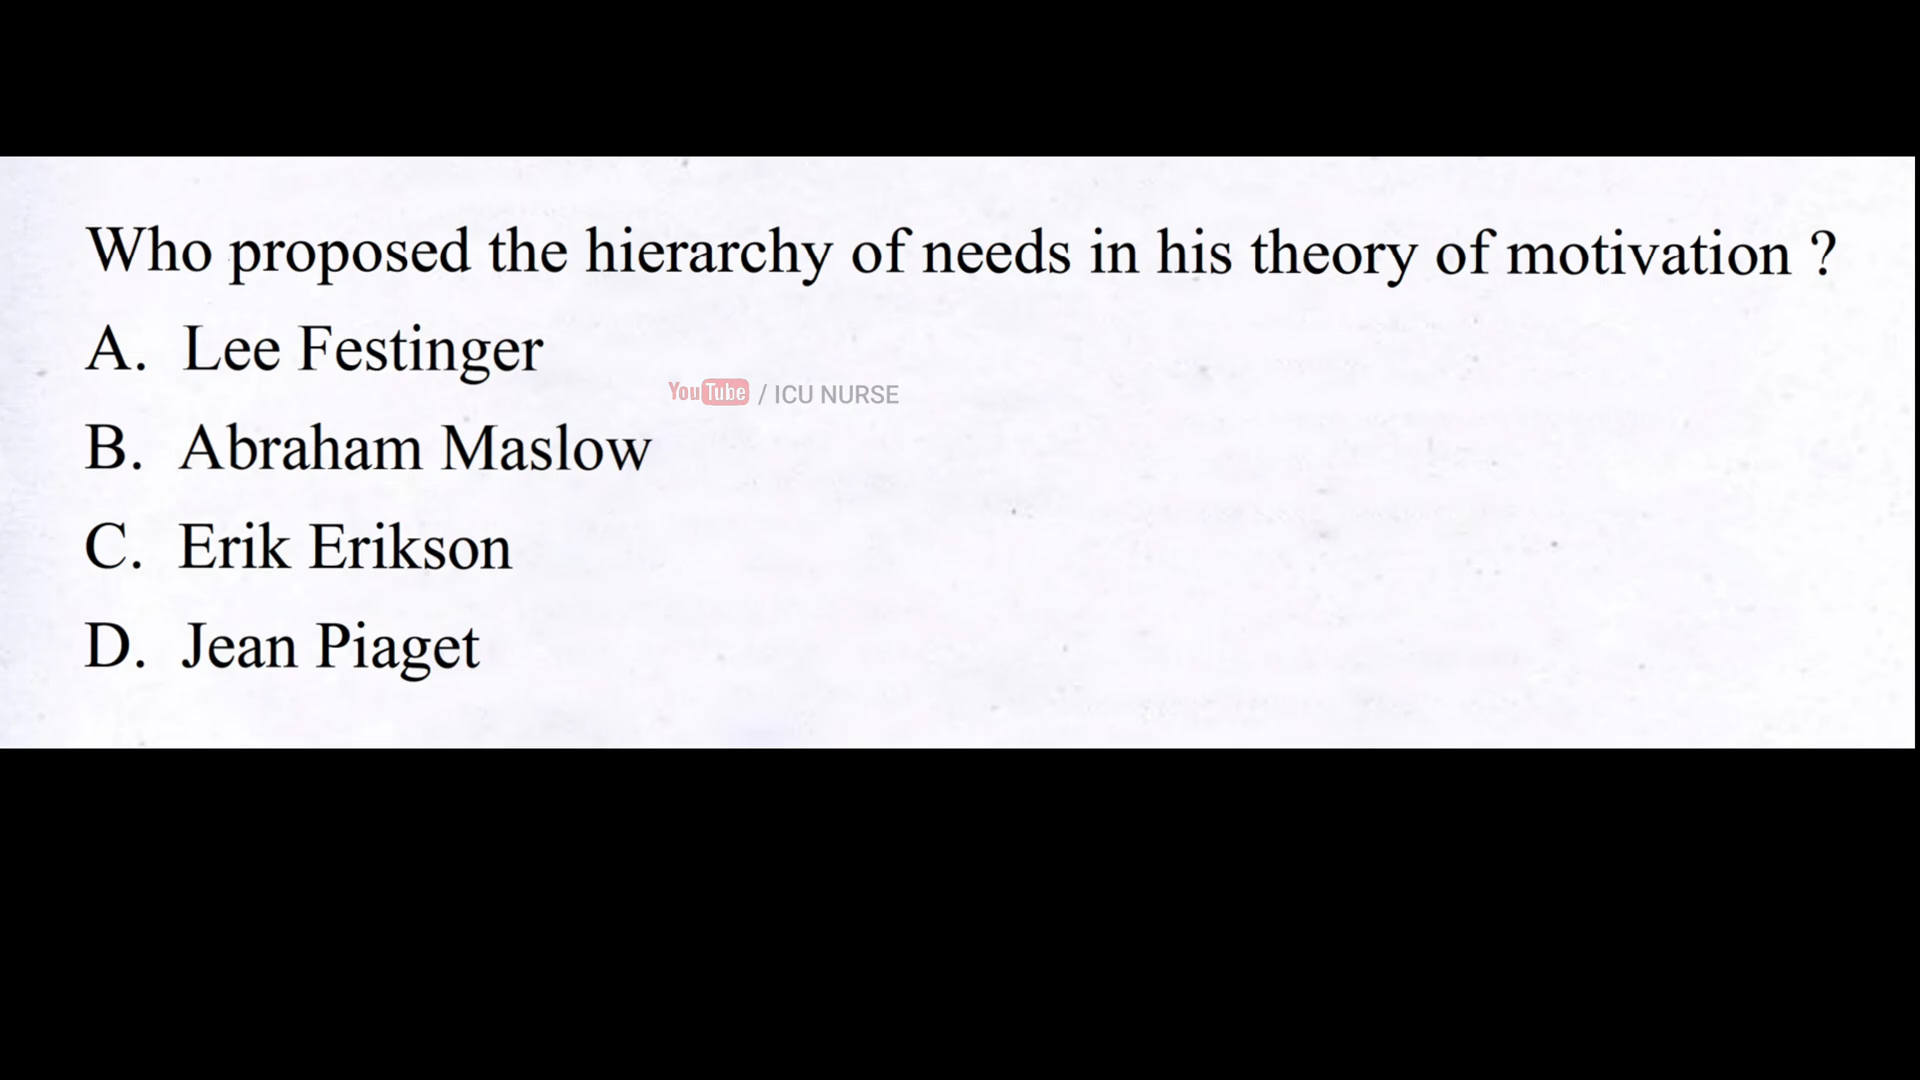 Who proposed the hierarchy of needs in his theory of motivation ?
A. Lee Festinger
YouTube / ICU NURSE
B. Abraham Maslow
C. Erik Erikson
D. Jean Piaget